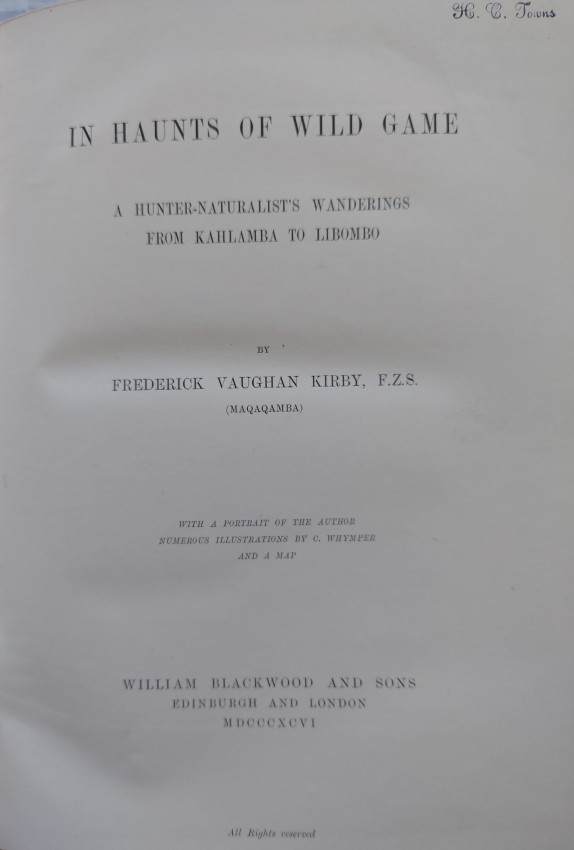 H. C. Towns
IN HAUNTS OF WILD GAME
A HUNTER-NATURALIST'S WANDERINGS
FROM KAHLAMBA TO LIBOMBO
BY
FREDERICK VAUGHAN KIRBY, F.Z.S.
(MAQAQAMBA)
WITH A PORTRAIT OF THE AUTHOR
NUMEROUS ILLUSTRATIONS BY C. WHYMPER
AND A MAP
WILLIAM BLACKWOOD AND SONS
EDINBURGH AND LONDON
MDCCCXCVI
All Rights reserved